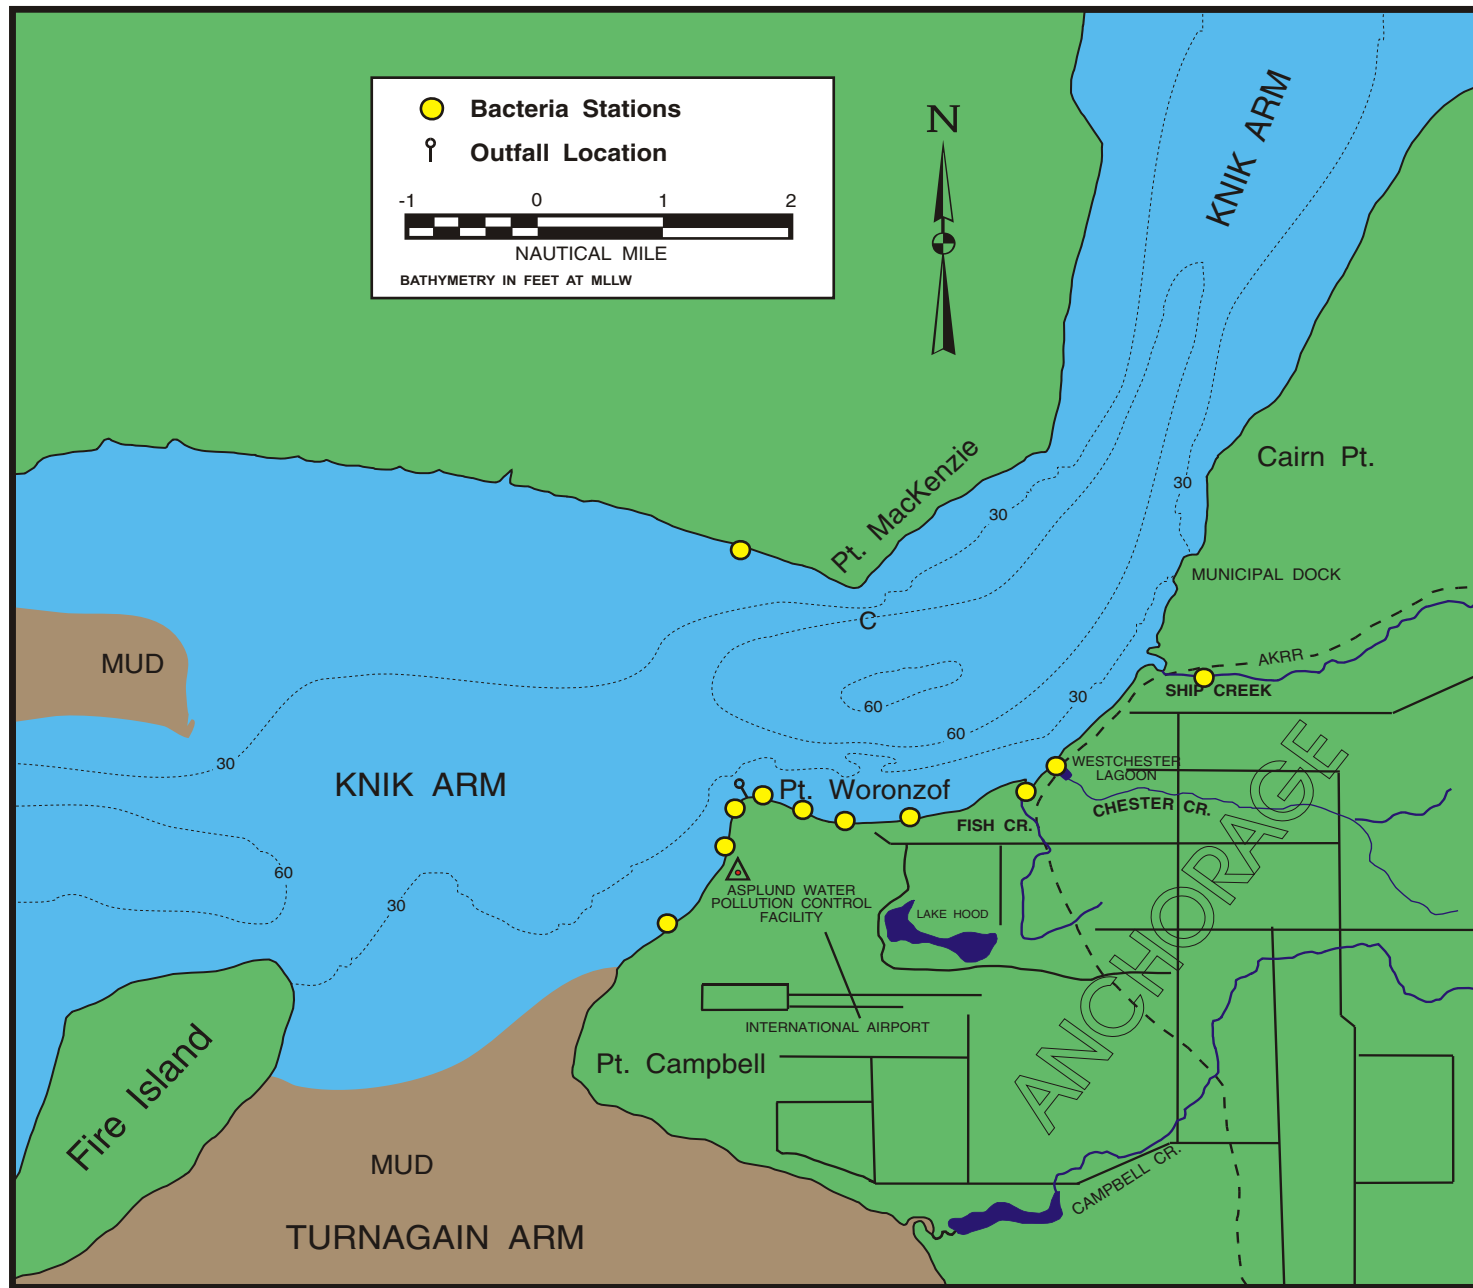 Bacteria Stations
Outfall Location
-1 0 1 2
NAUTICAL MILE
BATHYMETRY IN FEET AT MLLW
N
KNIK ARM
Cairn Pt.
Pt. MacKenzie
30
30
MUNICIPAL DOCK
C
MUD
AKRR
SHIP CREEK
30
60
60
30
KNIK ARM
WESTCHESTER
LAGOON
Pt. Woronzof
CHESTER CR.
FISH CR.
ANCHORAGE
60
30
ASPLUND WATER
POLLUTION CONTROL
FACILITY
LAKE HOOD
INTERNATIONAL AIRPORT
Pt. Campbell
Fire Island
MUD
CAMPBELL CR.
TURNAGAIN ARM